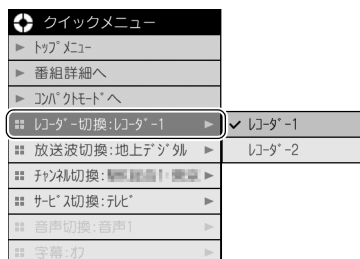 クイックメニュー
トップメニュー
番組詳細へ
コンパクトモードへ
レコーダー切換:レコーダー1
レコーダー1
レコーダー2
放送波切換:地上デジタル
チャンネル切換:
サービス切換:テレビ
音声切換:音声1
字幕:オフ